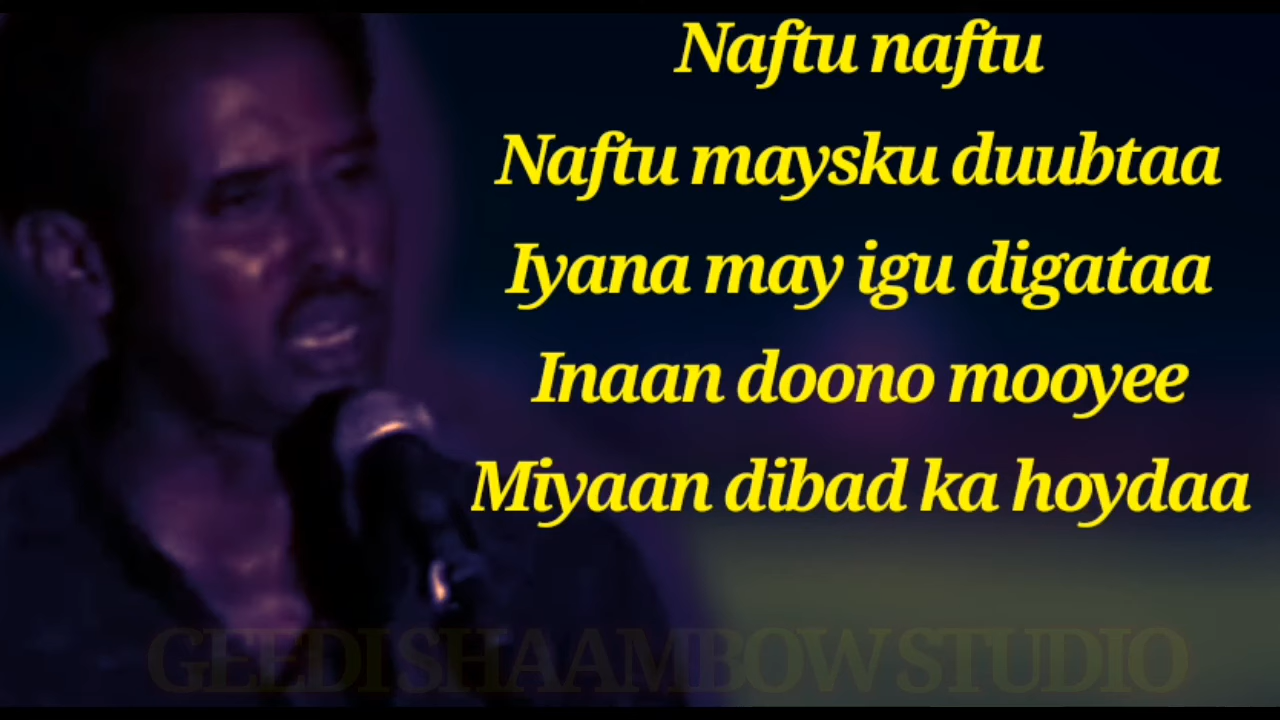 Naftu naftu
Naftu maysku duubtaa
Iyana may igu digataa
Inaan doono mooyee
Miyaan dibad ka hoydaa
GEEDI SHAAMBOW STUDIO